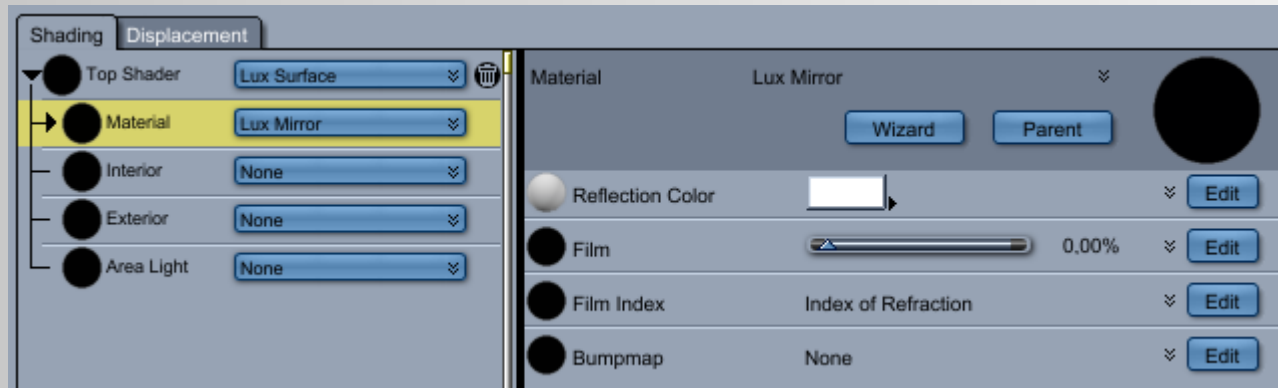 Shading Displacement
Top Shader Lux Surface
Material Lux Mirror
Interior None
Exterior None
Area Light None
Material Lux Mirror
Wizard Parent
Reflection Color Edit
Film 0,00% Edit
Film Index Index of Refraction Edit
Bumpmap None Edit